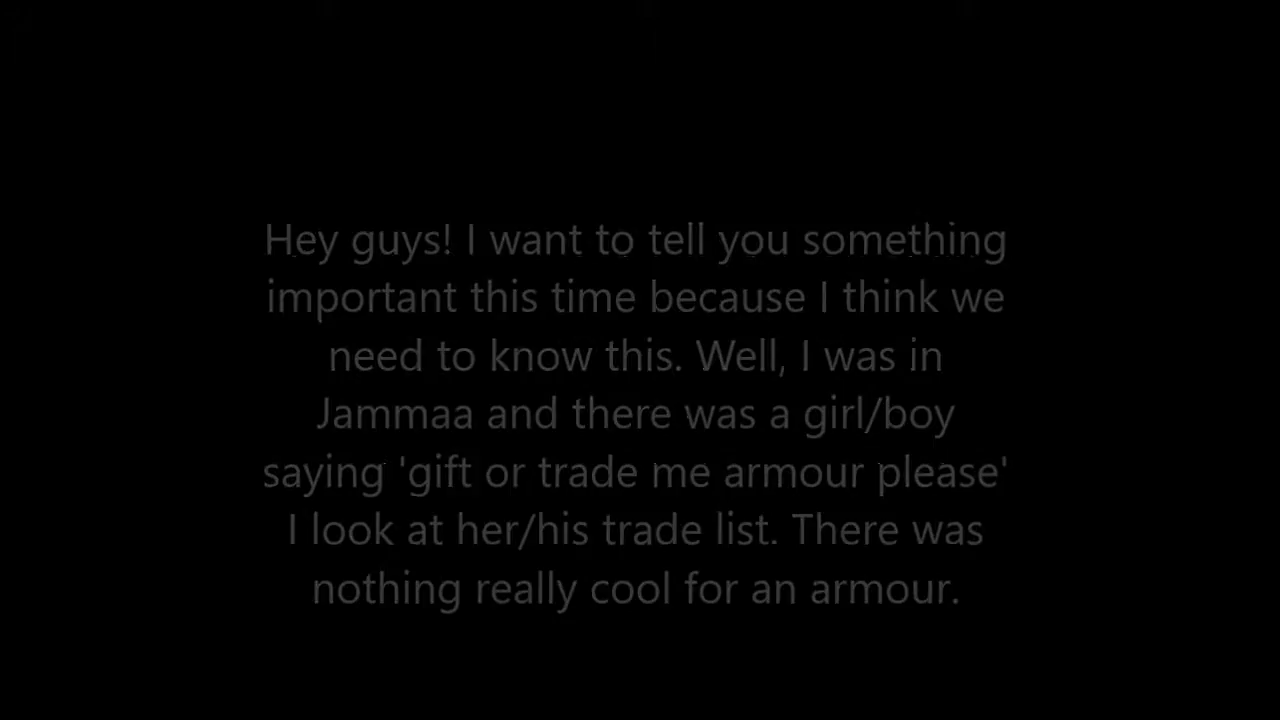 Hey guys! I want to tell you something
important this time because I think we
need to know this. Well, I was in
Jammaa and there was a girl/boy
saying 'gift or trade me armour please'
I look at her/his trade list. There was
nothing really cool for an armour.